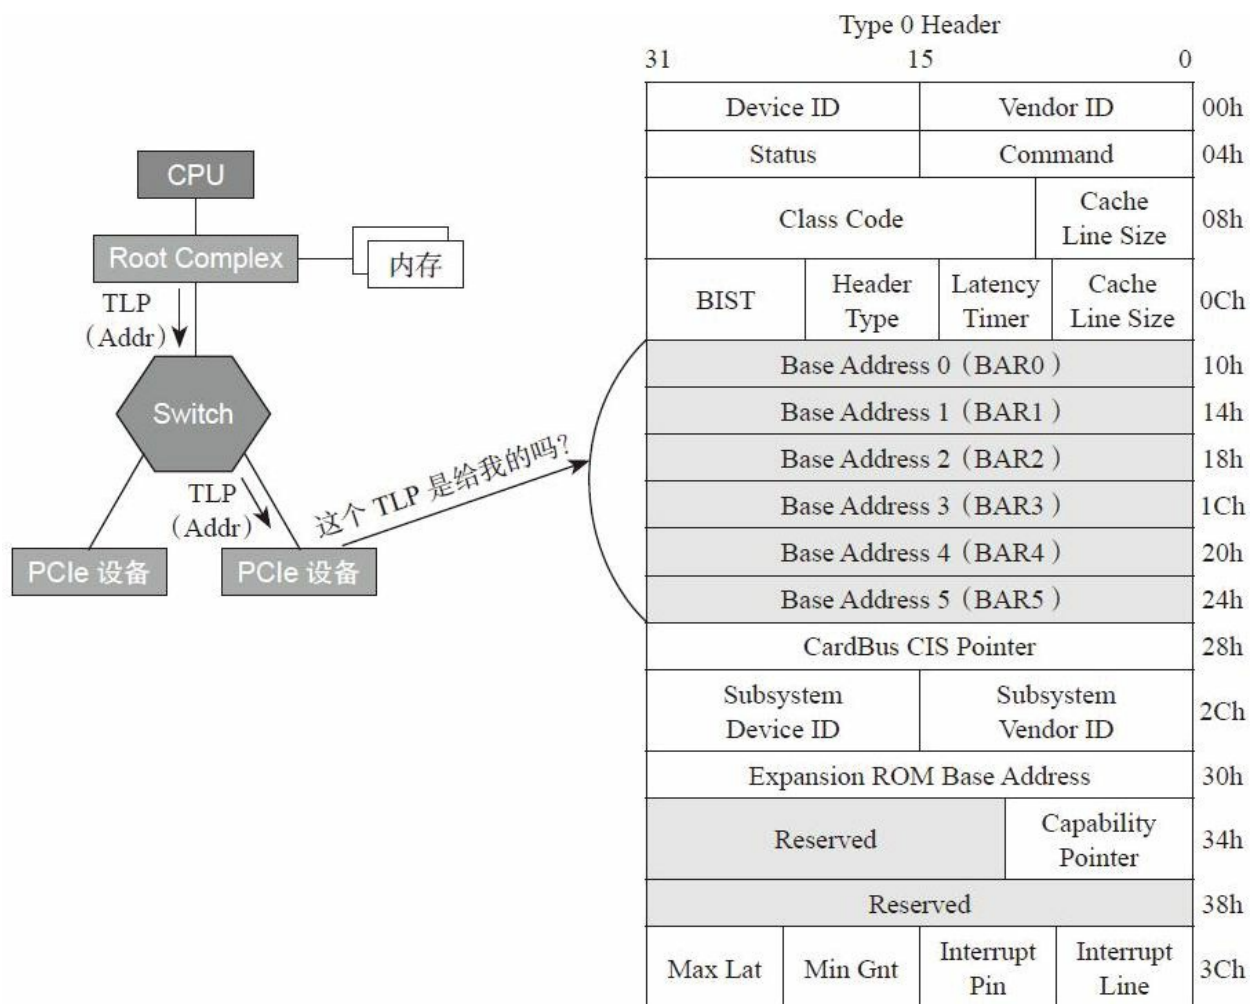 CPU
Root Complex
内存
TLP
（Addr）
Switch
TLP
（Addr）
PCIe 设备
PCIe 设备
这个 TLP 是给我的吗？
Type 0 Header
31 15 0
Device ID Vendor ID 00h
Status Command 04h
Class Code Cache
Line Size 08h
BIST Header
Type Latency
Timer Cache
Line Size 0Ch
Base Address 0（BAR0） 10h
Base Address 1（BAR1） 14h
Base Address 2（BAR2） 18h
Base Address 3（BAR3） 1Ch
Base Address 4（BAR4） 20h
Base Address 5（BAR5） 24h
CardBus CIS Pointer 28h
Subsystem
Device ID Subsystem
Vendor ID 2Ch
Expansion ROM Base Address 30h
Reserved Capability
Pointer 34h
Reserved 38h
Max Lat Min Gnt Interrupt
Pin Interrupt
Line 3Ch